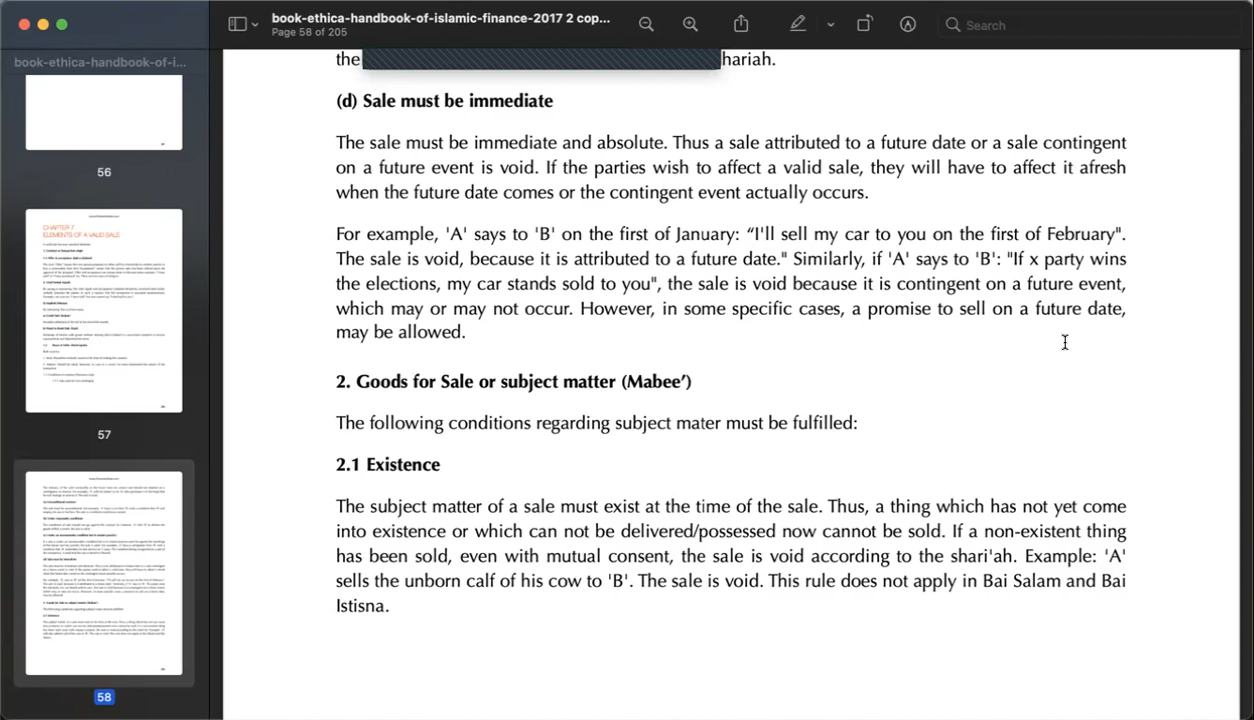 book-ethica-handbook-of-islamic-finance-2017 2 cop...
Page 58 of 205
Search
book-ethica-handbook-of-i...
56
CHAPTER 7
ELEMENTS OF A VALID SALE
57
58
the hariah.
(d) Sale must be immediate
The sale must be immediate and absolute. Thus a sale attributed to a future date or a sale contingent
on a future event is void. If the parties wish to affect a valid sale, they will have to affect it afresh
when the future date comes or the contingent event actually occurs.
For example, 'A' says to 'B' on the first of January: “I'll sell my car to you on the first of February".
The sale is void, because it is attributed to a future date." Similarly, if 'A' says to 'B': "If x party wins
the elections, my car stands sold to you", the sale is void because it is contingent on a future event,
which may or may not occur. However, in some specific cases, a promise to sell on a future date,
may be allowed.
2. Goods for Sale or subject matter (Mabee’)
The following conditions regarding subject mater must be fulfilled:
2.1 Existence
The subject matter of a sale must exist at the time of the sale. Thus, a thing which has not yet come
into existence or which cannot be delivered/possessed now cannot be sold. If a non-existent thing
has been sold, even with mutual consent, the sale is void according to the shari'ah. Example: 'A'
sells the unborn calf of his cow to 'B'. The sale is void. This rule does not apply in Bai Salam and Bai
Istisna.